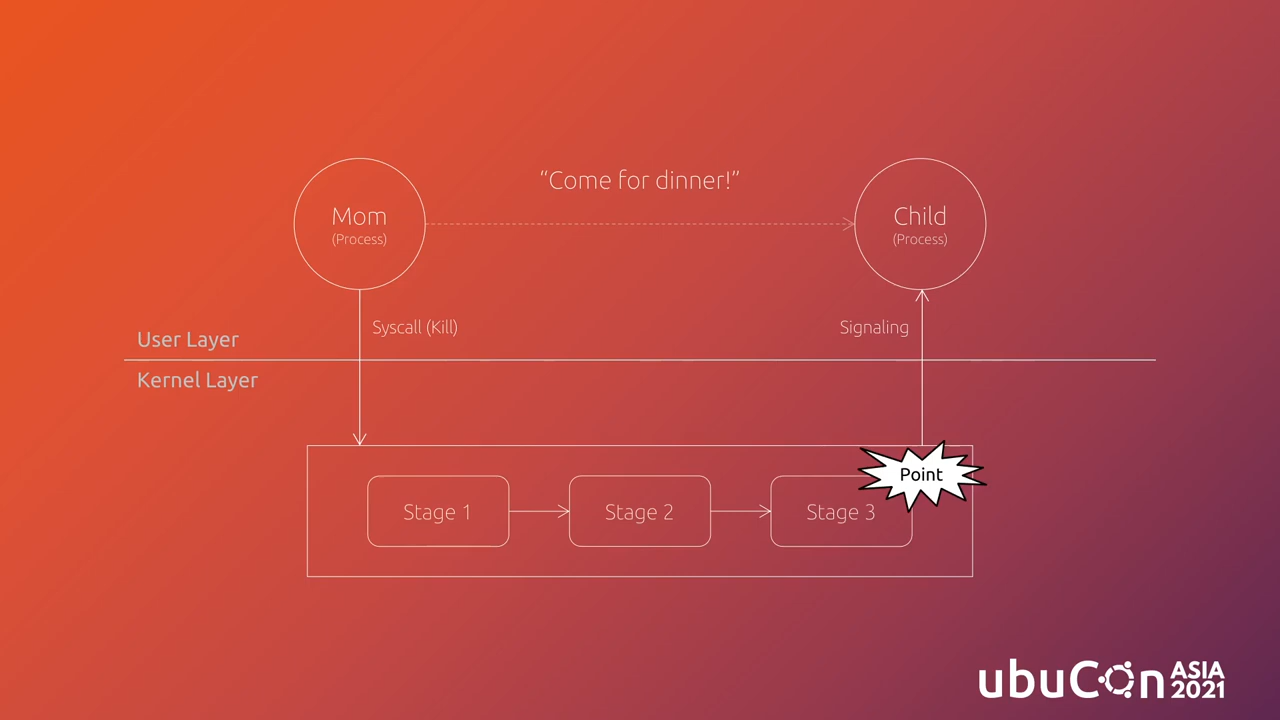 “Come for dinner!”
Mom
(Process)
Child
(Process)
Syscall (Kill)
Signaling
User Layer
Kernel Layer
Point
Stage 1
Stage 2
Stage 3
ubuCon ASIA
2021